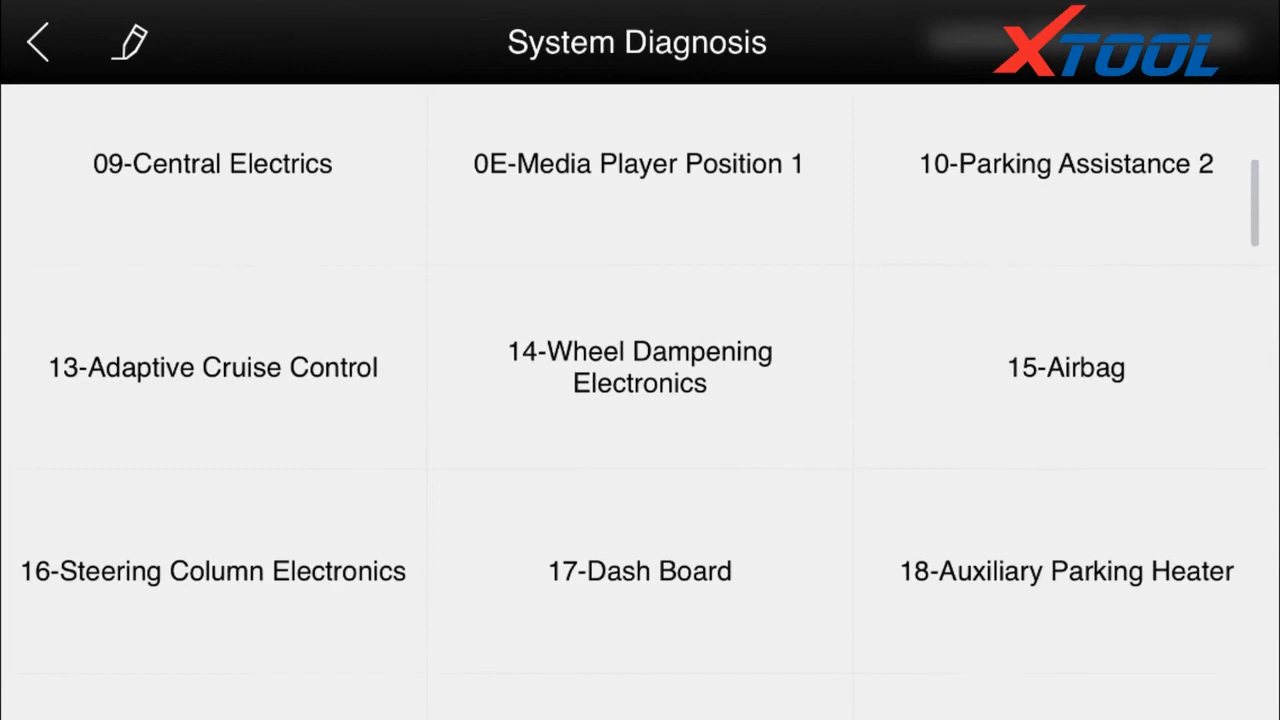 System Diagnosis
XTOOL
09-Central Electrics
0E-Media Player Position 1
10-Parking Assistance 2
13-Adaptive Cruise Control
14-Wheel Dampening
Electronics
15-Airbag
16-Steering Column Electronics
17-Dash Board
18-Auxiliary Parking Heater